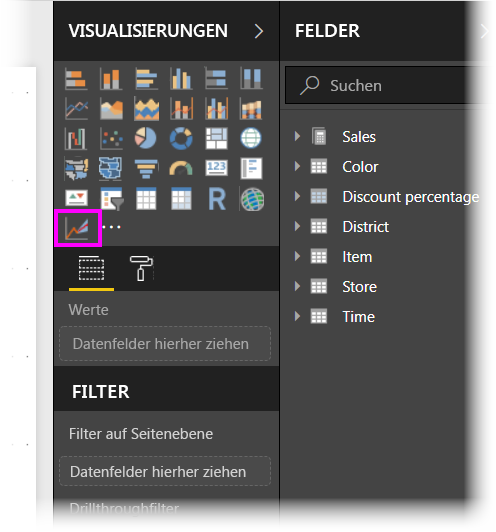 VISUALISIERUNGEN
FELDER
Suchen
Sales
Color
Discount percentage
District
Item
Store
Time
123
R
Werte
Datenfelder hierher ziehen
FILTER
Filter auf Seitenebene
Datenfelder hierher ziehen
Drillthroughfilter